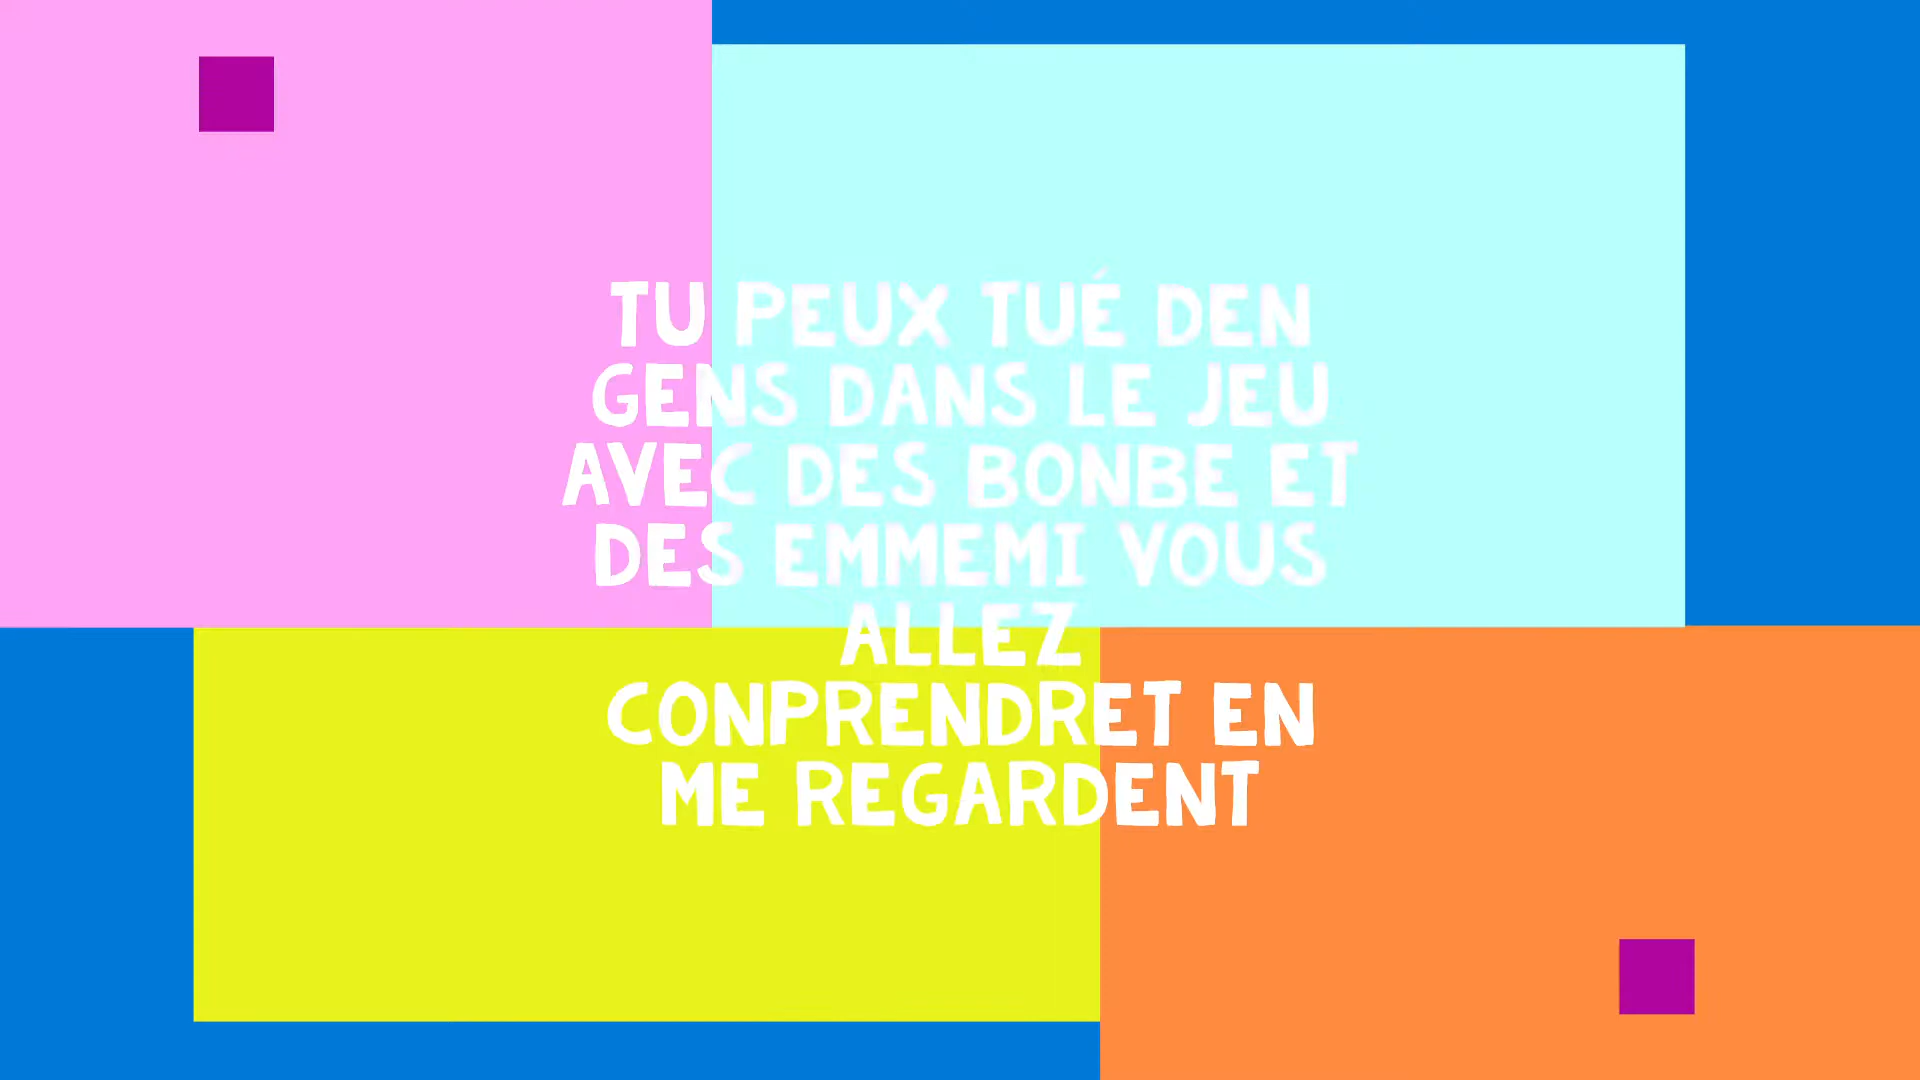 TU PEUX TUÉ DEN
GENS DANS LE JEU
AVEC DES BONBE ET
DES EMMEMI VOUS
ALLEZ
CONPRENDRET EN
ME REGARDENT